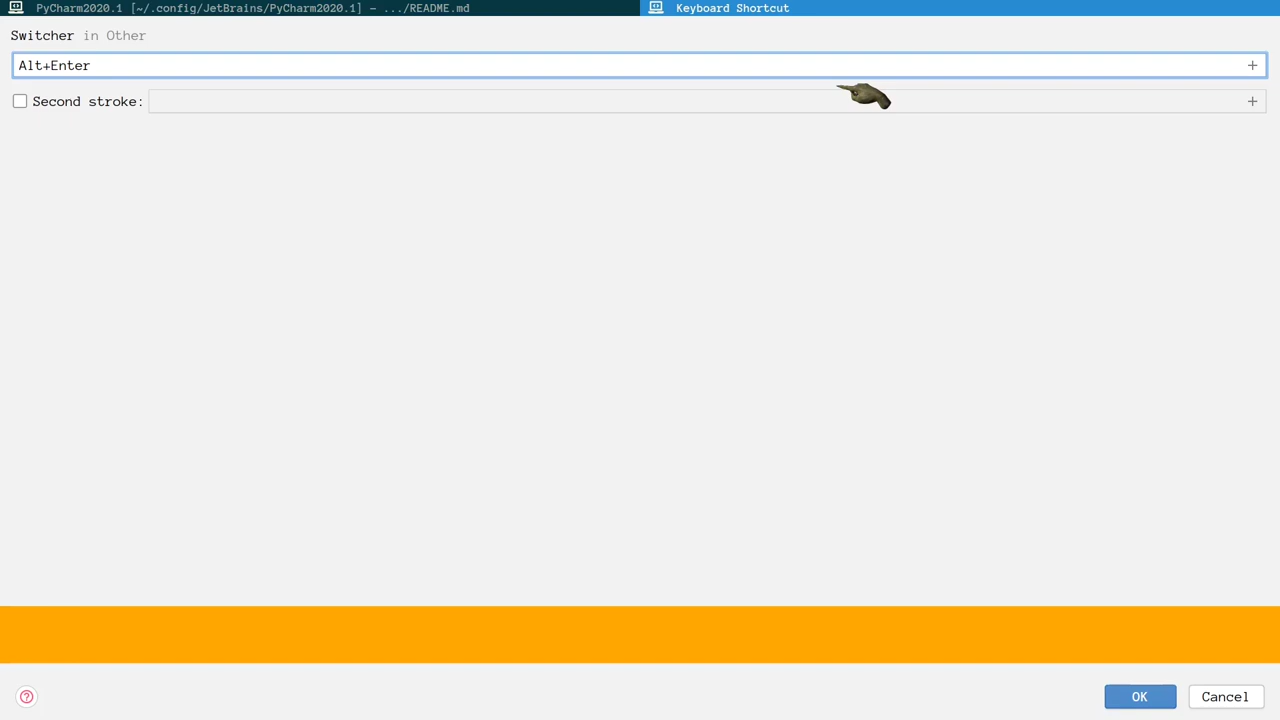 PyCharm2020.1 [~/.config/JetBrains/PyCharm2020.1] – .../README.md
Keyboard Shortcut
Switcher in Other
Alt+Enter
Second stroke:
OK
Cancel